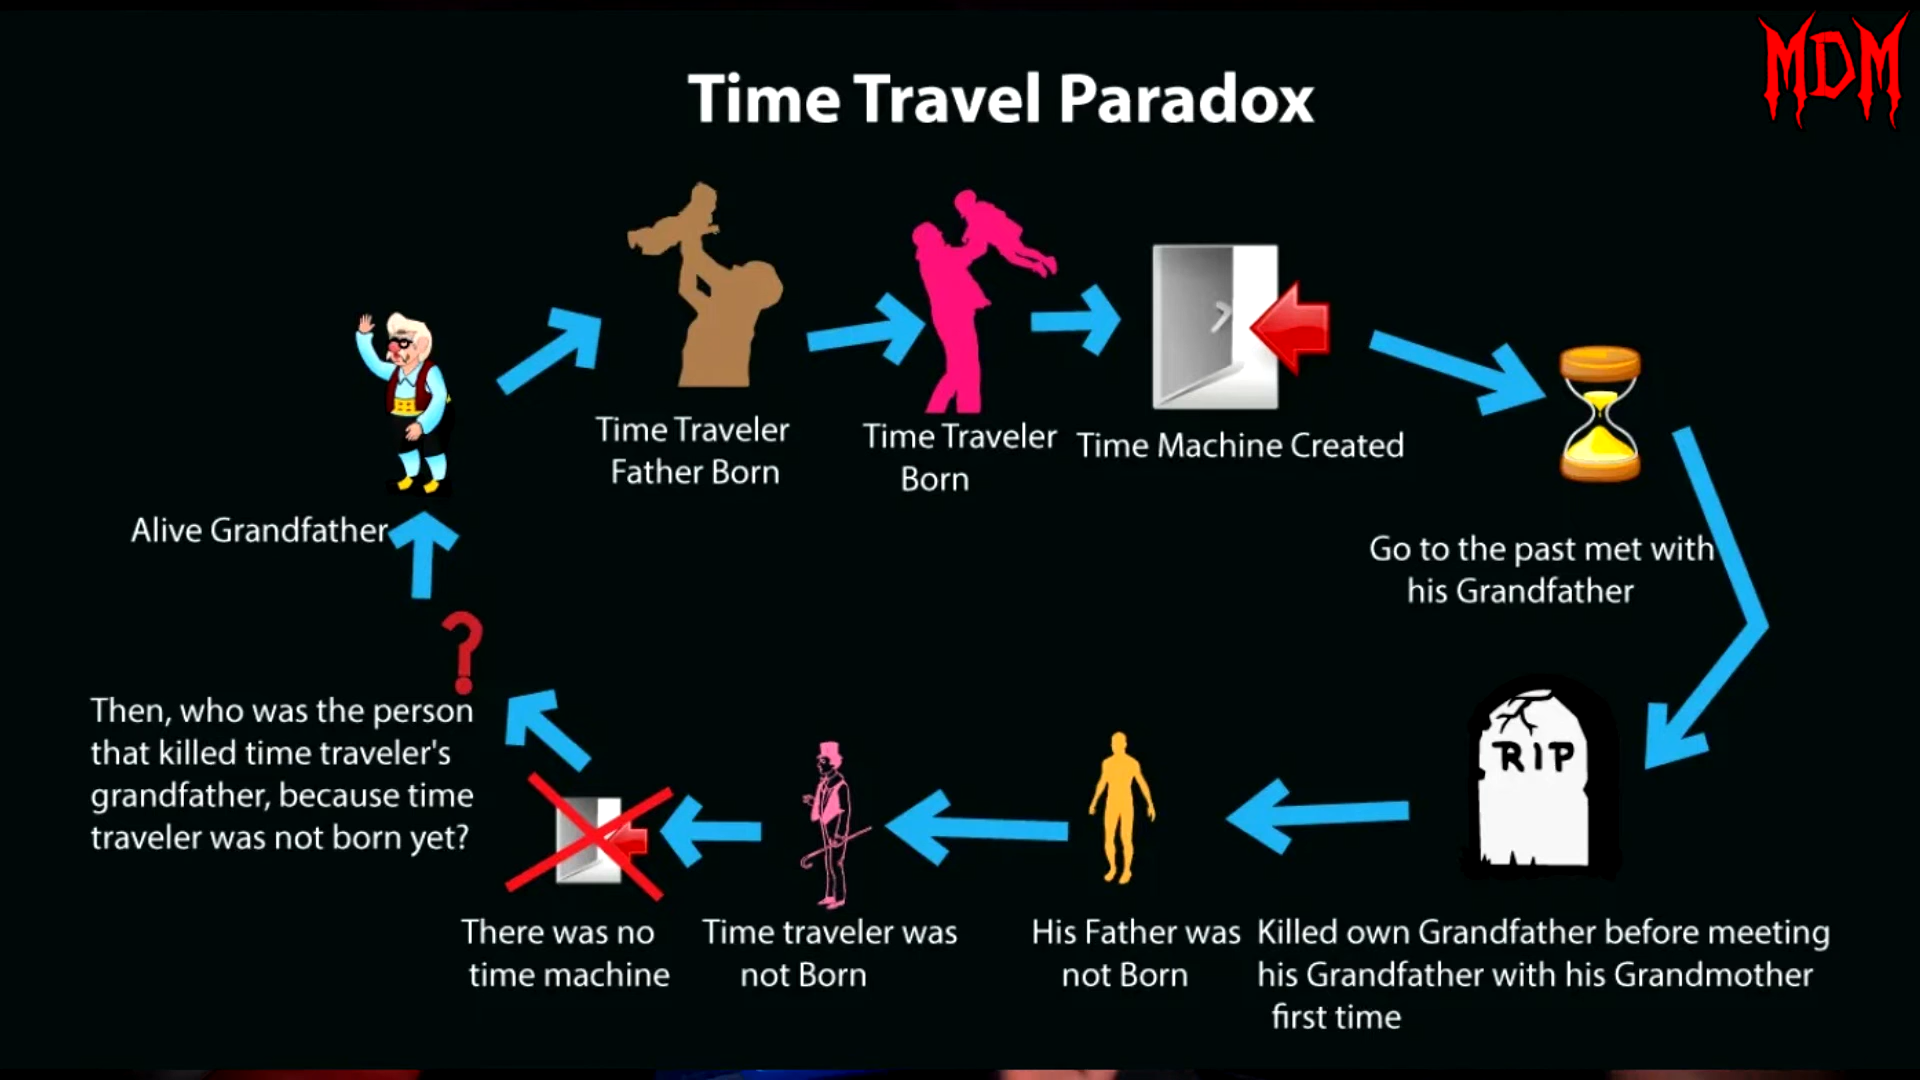 MDM
Time Travel Paradox
Time Traveler
Father Born
Time Traveler
Born
Time Machine Created
Alive Grandfather
Go to the past met with
his Grandfather
?
Then, who was the person
that killed time traveler's
grandfather, because time
traveler was not born yet?
RIP
There was no
time machine
Time traveler was
not Born
His Father was
not Born
Killed own Grandfather before meeting
his Grandfather with his Grandmother
first time